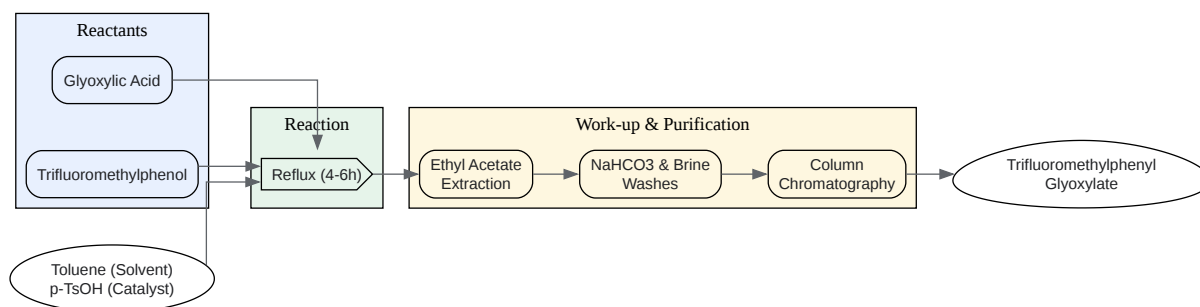 Reactants
Glyoxylic Acid
Trifluoromethylphenol
Toluene (Solvent)
p-TsOH (Catalyst)
Reaction
Reflux (4-6h)
Work-up & Purification
Ethyl Acetate
Extraction
NaHCO3 & Brine
Washes
Column
Chromatography
Trifluoromethylphenyl
Glyoxylate